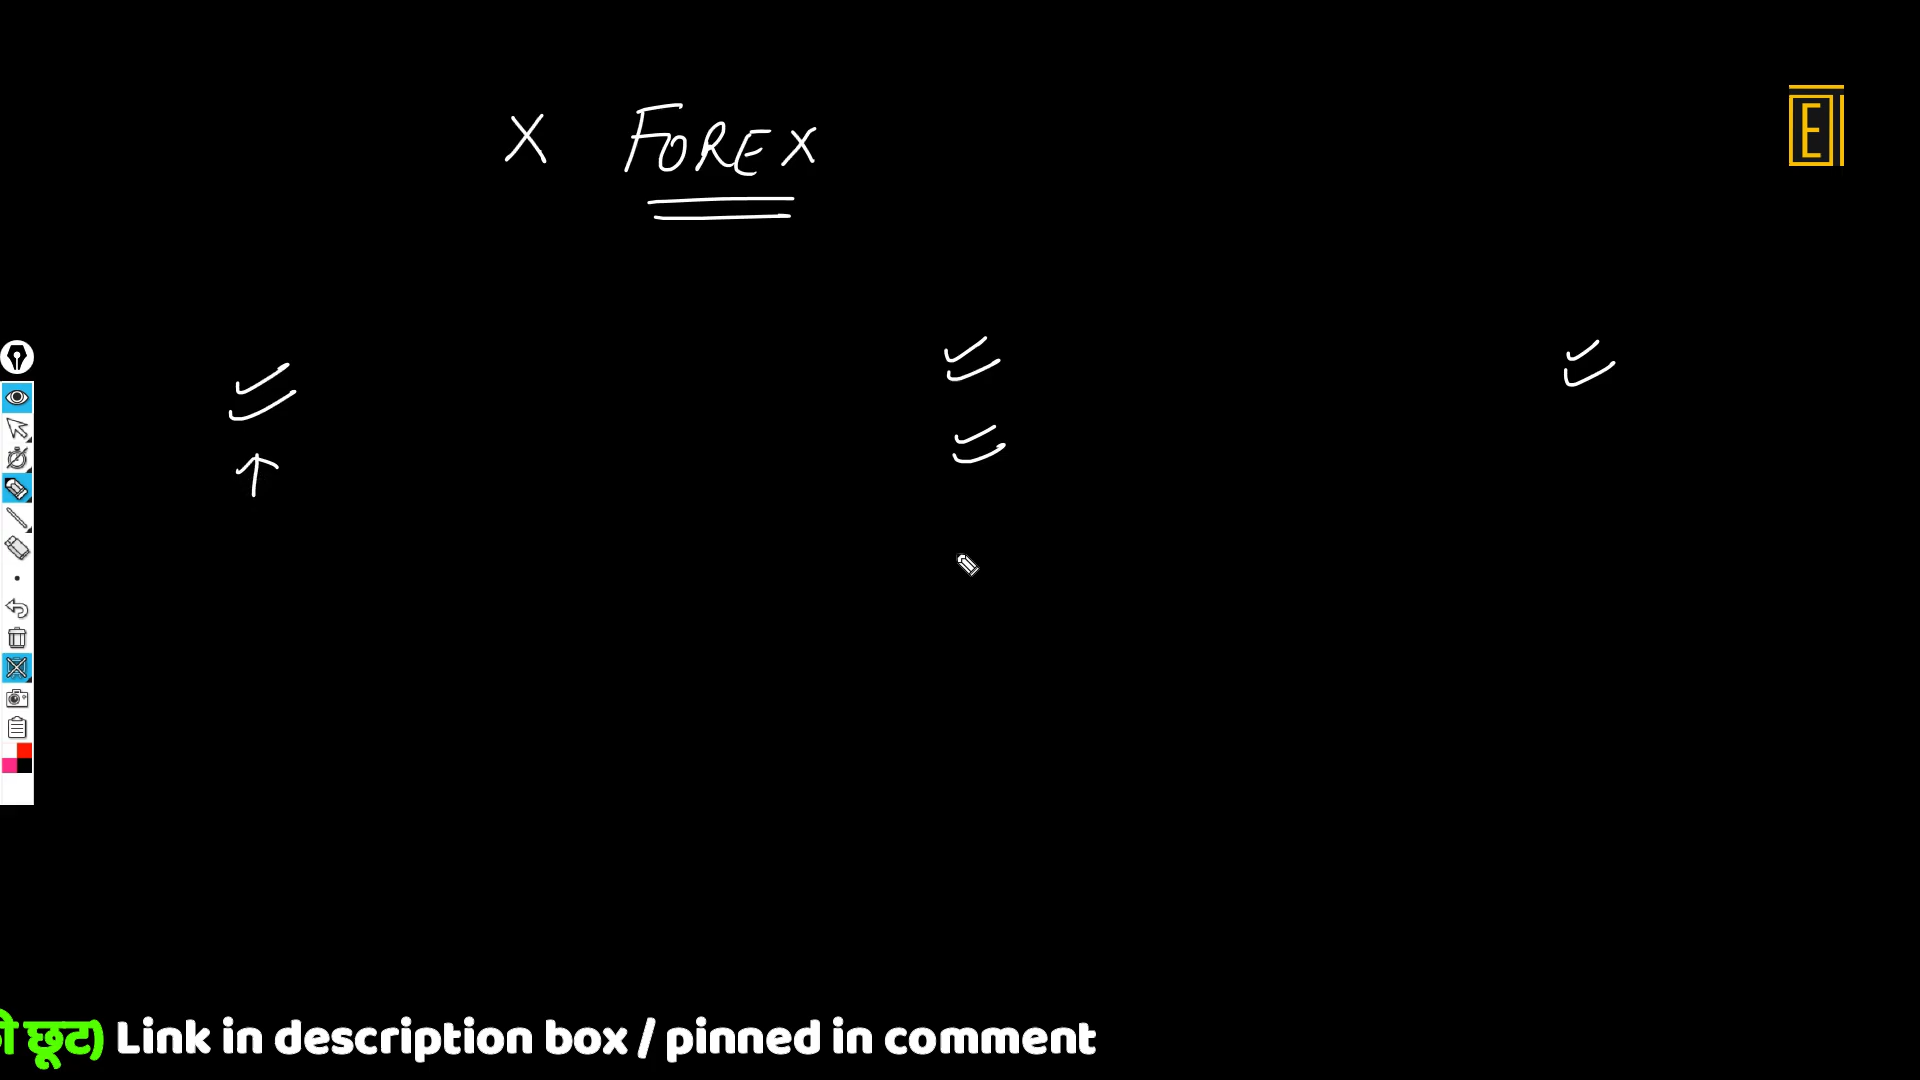 X FOREX
E
छूट) Link in description box / pinned in comment